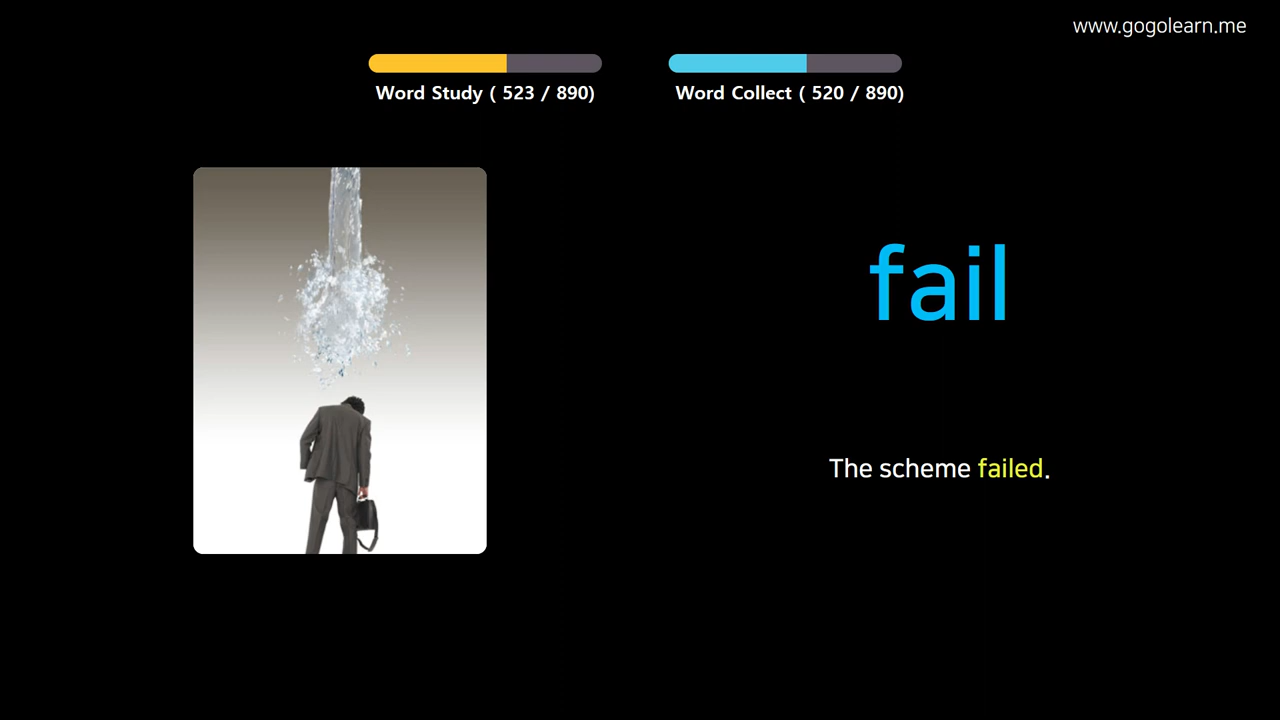 www.gogolearn.me
Word Study ( 523 / 890)
Word Collect ( 520 / 890)
fail
The scheme failed.